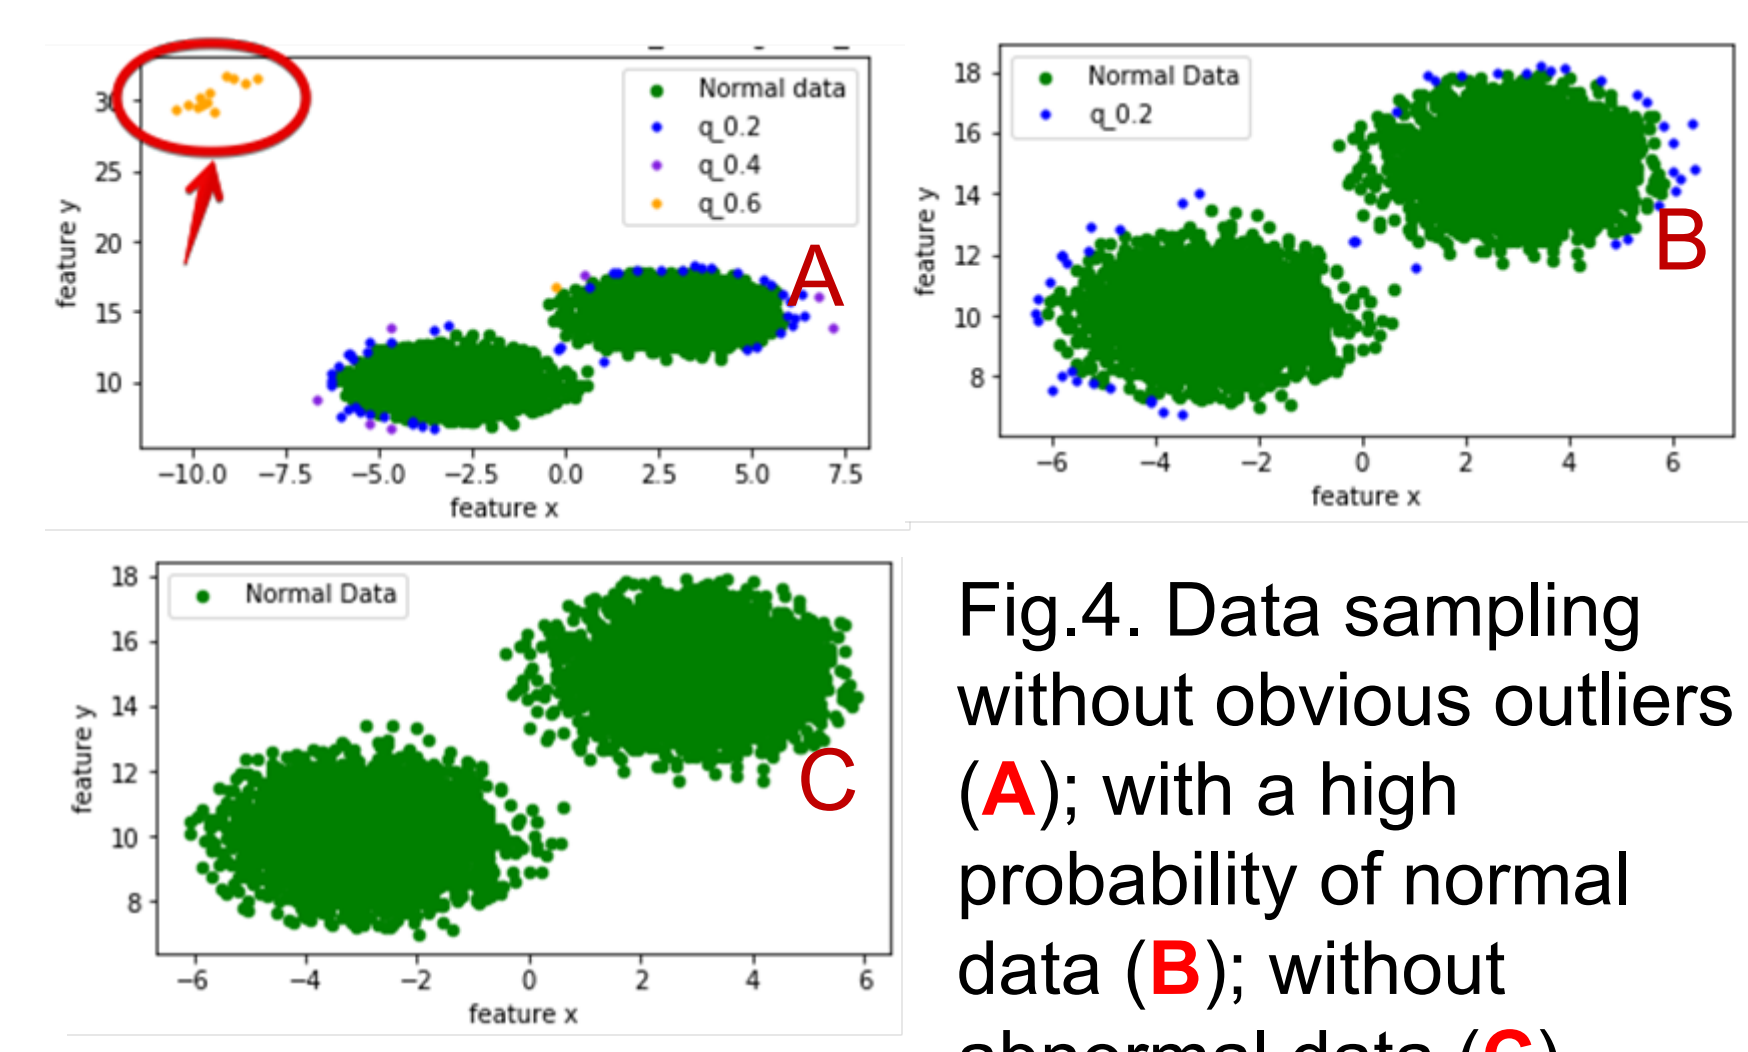 Normal data
q_0.2
q_0.4
q_0.6
A
30
25
20
15
10
feature y
−10.0 −7.5 −5.0 −2.5 0.0 2.5 5.0 7.5
feature x
Normal Data
q_0.2
B
18
16
14
12
10
8
feature y
−6 −4 −2 0 2 4 6
feature x
Normal Data
C
18
16
14
12
10
8
feature y
−6 −4 −2 0 2 4 6
feature x
Fig.4. Data sampling
without obvious outliers
(A); with a high
probability of normal
data (B); without
abnormal data (C)